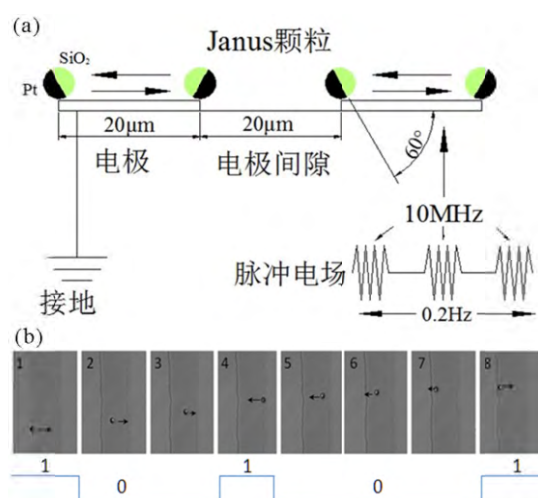 (a)
Janus颗粒
SiO₂
Pt
20μm
20μm
电极
电极间隙
60°
10MHz
脉冲电场
接地
0.2Hz
(b)
1 2 3 4 5 6 7 8
1 1 1
0 0